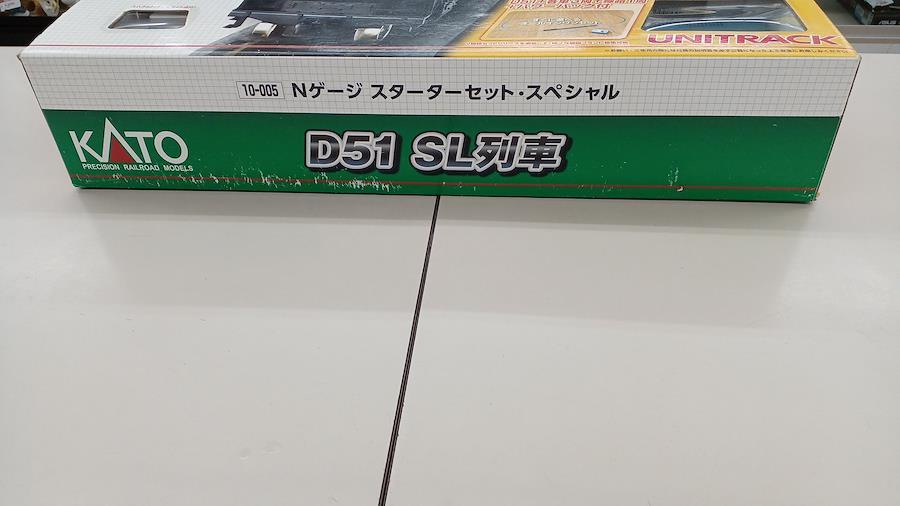 UNITRACK
10-005 Nゲージ スターターセット・スペシャル
KATO
PRECISION RAILROAD MODELS
D51 SL列車